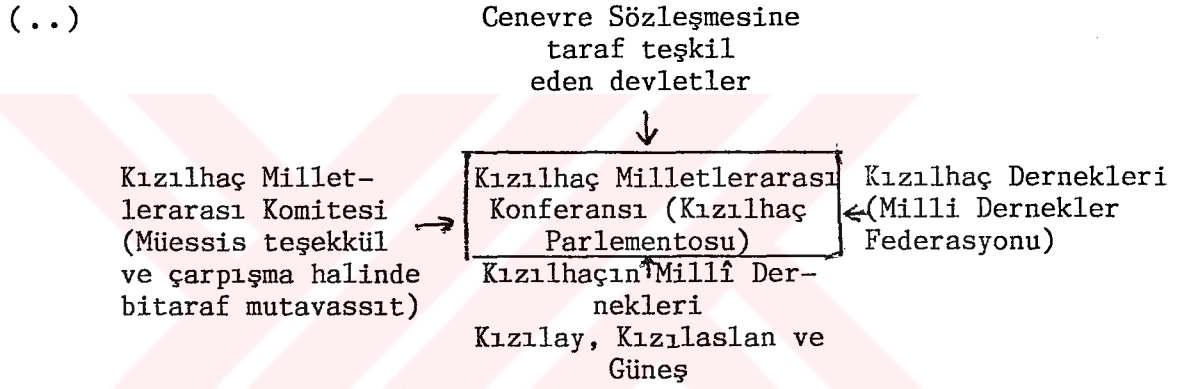 (..)
Cenevre Sözleşmesine
taraf teşkil
eden devletler
Kızılhaç Millet-
lerarası Komitesi
(Müessis teşekkül
ve çarpışma halinde
bitaraf mutavassıt)
Kızılhaç Milletlerarası
Konferansı (Kızılhaç
Parlementosu)
Kızılhaç Dernekleri
(Milli Dernekler
Federasyonu)
Kızılhaçın Millî Der-
nekleri
Kızılay, Kızılaslan ve
Güneş